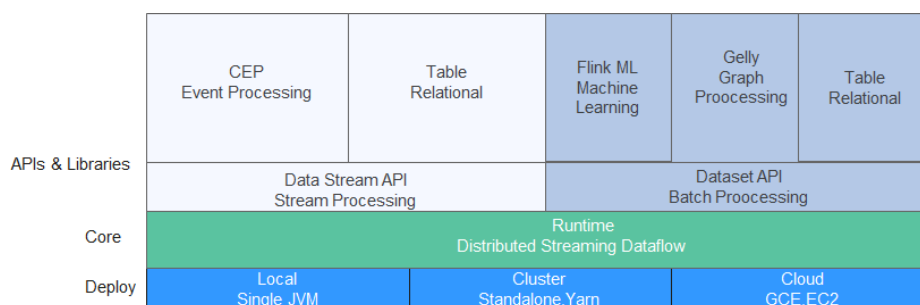 CEP
Event Processing
Table
Relational
Flink ML
Machine
Learning
Gelly
Graph
Proocessing
Table
Relational
APIs & Libraries
Data Stream API
Stream Processing
Dataset API
Batch Proocessing
Core
Runtime
Distributed Streaming Dataflow
Deploy
Local
Single JVM
Cluster
Standalone,Yarn
Cloud
GCE,EC2